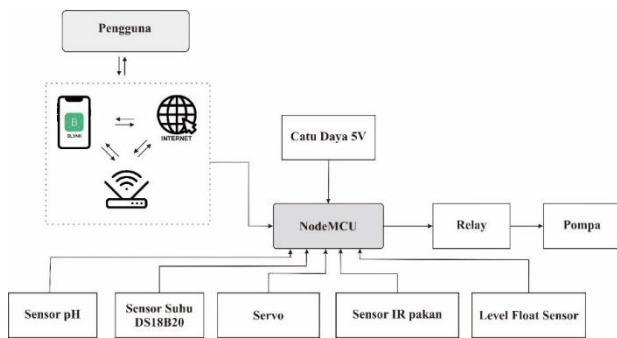 Pengguna
B
BLYNK
INTERNET
Catu Daya 5V
NodeMCU
Relay
Pompa
Sensor pH
Sensor Suhu
DS18B20
Servo
Sensor IR pakan
Level Float Sensor